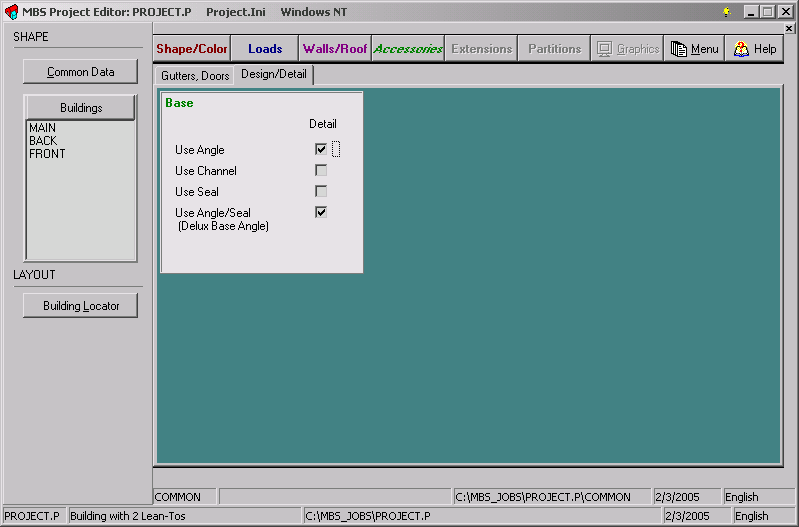 MBS Project Editor: PROJECT.P Project.Ini Windows NT
SHAPE
Common Data
Buildings
MAIN
BACK
FRONT
LAYOUT
Building Locator
Shape/Color Loads Walls/Roof Accessories Extensions Partitions Graphics Menu Help
Gutters, Doors Design/Detail
Base
Detail
Use Angle
Use Channel
Use Seal
Use Angle/Seal
(Delux Base Angle)
COMMON C:\MBS_JOBS\PROJECT.P\COMMON 2/3/2005 English
PROJECT.P Building with 2 Lean-Tos C:\MBS_JOBS\PROJECT.P 2/3/2005 English